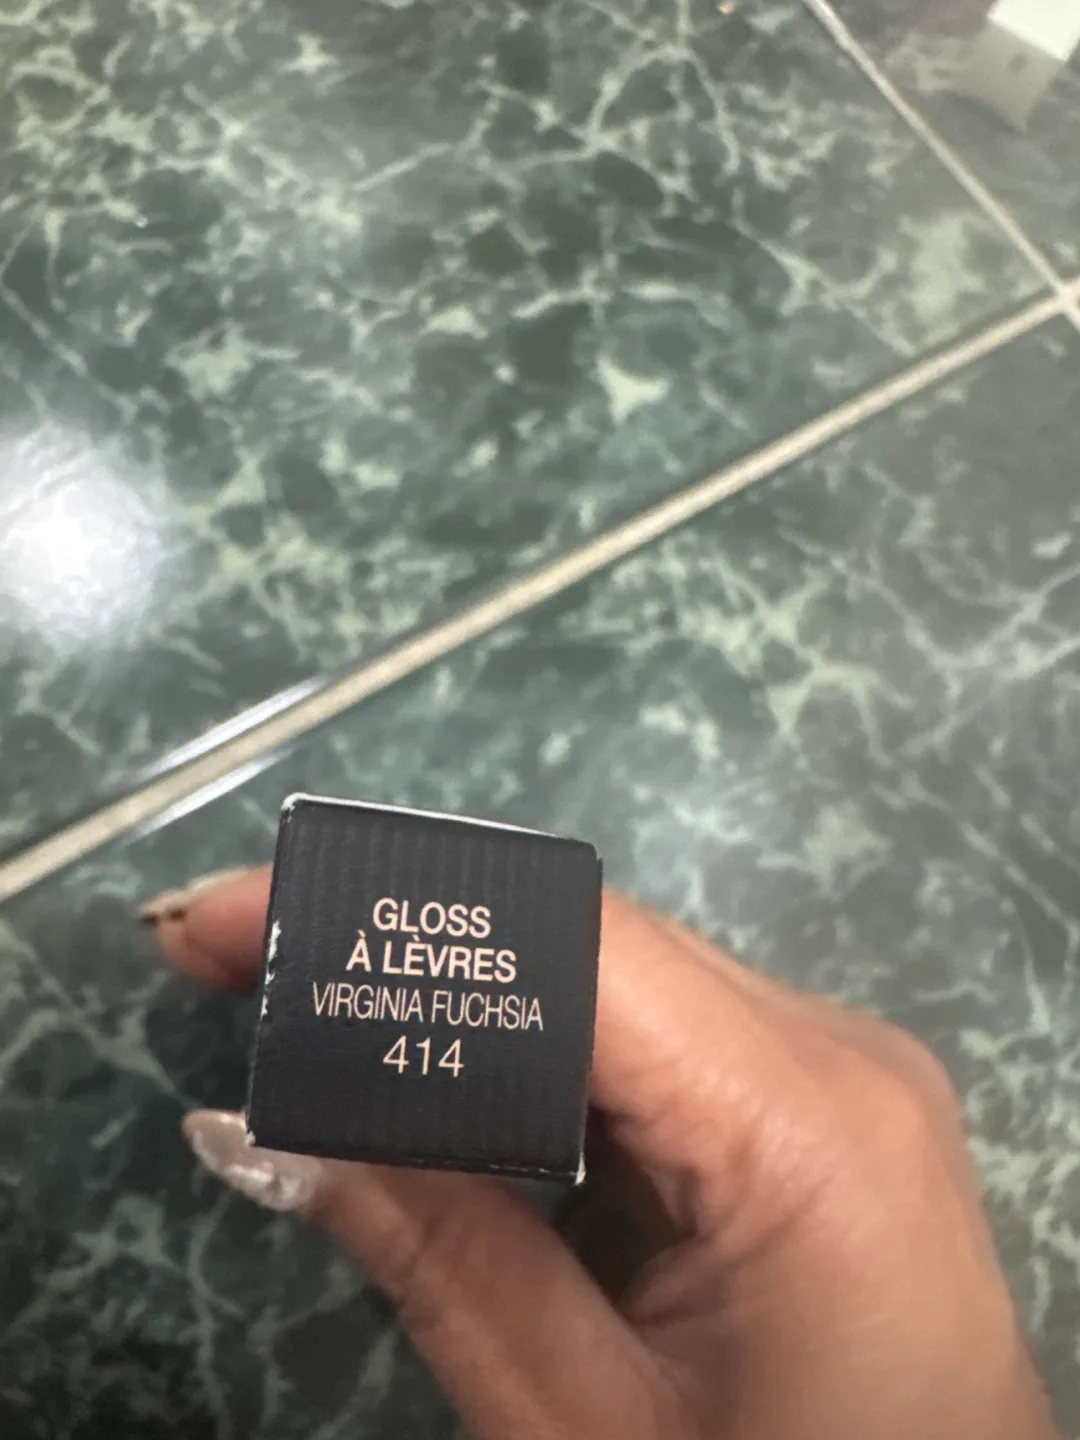 GLOSS
À LÈVRES
VIRGINIA FUCHSIA
414